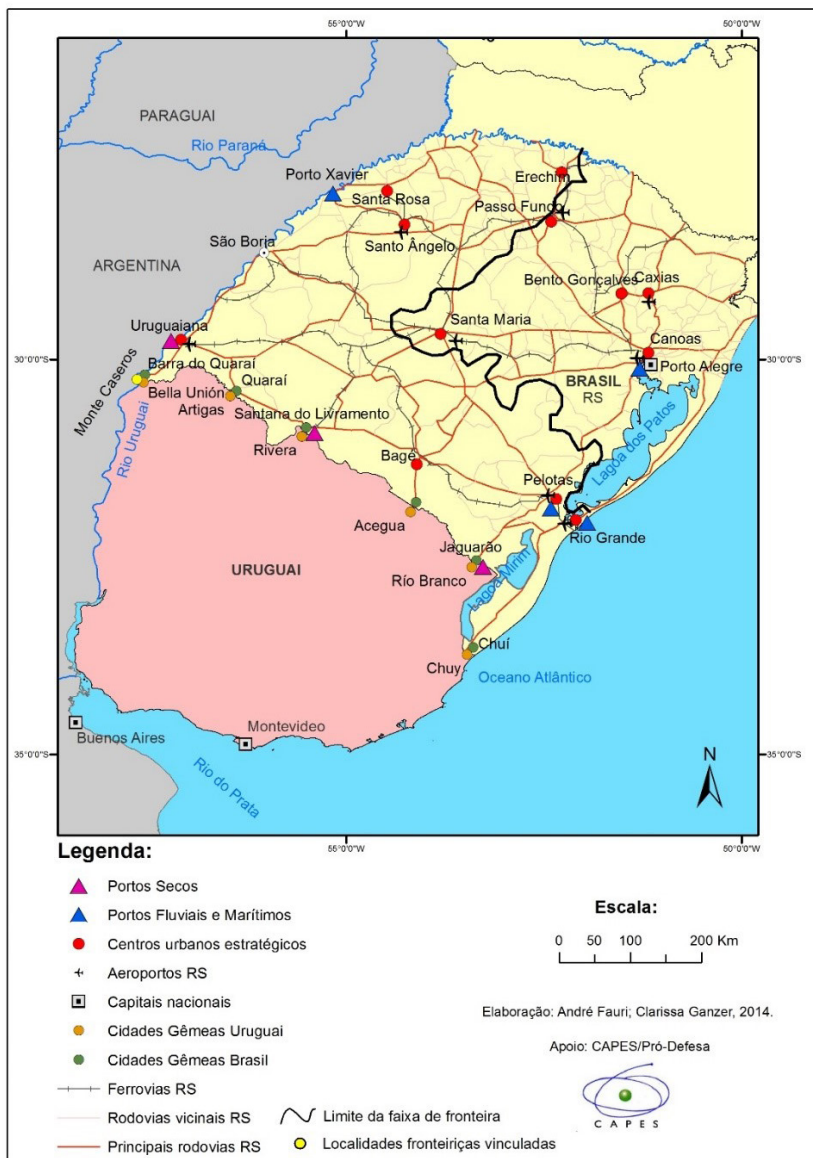 55°0'0"W
50°0'0"W
PARAGUAI
Rio Paraná
Porto Xavier
Erechim
Santa Rosa
Passo Fundo
Santo Ângelo
São Borja
ARGENTINA
Bento Gonçalves
Caxias
Uruguaiana
Santa Maria
Canoas
30°0'0"S
Barra do Quaraí
BRASIL
Porto Alegre
30°0'0"S
RS
Monte Caseros
Bella Unión
Quaraí
Artigas
Santana do Livramento
Lagoa dos Patos
Rio Uruguai
Rivera
Bagé
Pelotas
Acegua
Rio Grande
Jaguarão
URUGUAI
Río Branco
Lagoa Mirim
Chuí
Chuy
Oceano Atlântico
Montevideo
Buenos Aires
35°0'0"S
35°0'0"S
Rio do Prata
N
55°0'0"W
50°0'0"W
Legenda:
Portos Secos
Portos Fluviais e Marítimos
Centros urbanos estratégicos
Aeroportos RS
Capitais nacionais
Cidades Gêmeas Uruguai
Cidades Gêmeas Brasil
Ferrovias RS
Rodovias vicinais RS
Principais rodovias RS
Limite da faixa de fronteira
Localidades fronteiriças vinculadas
Escala:
0 50 100 200 Km
Elaboração: André Fauri; Clarissa Ganzer, 2014.
Apoio: CAPES/Pró-Defesa
CAPES